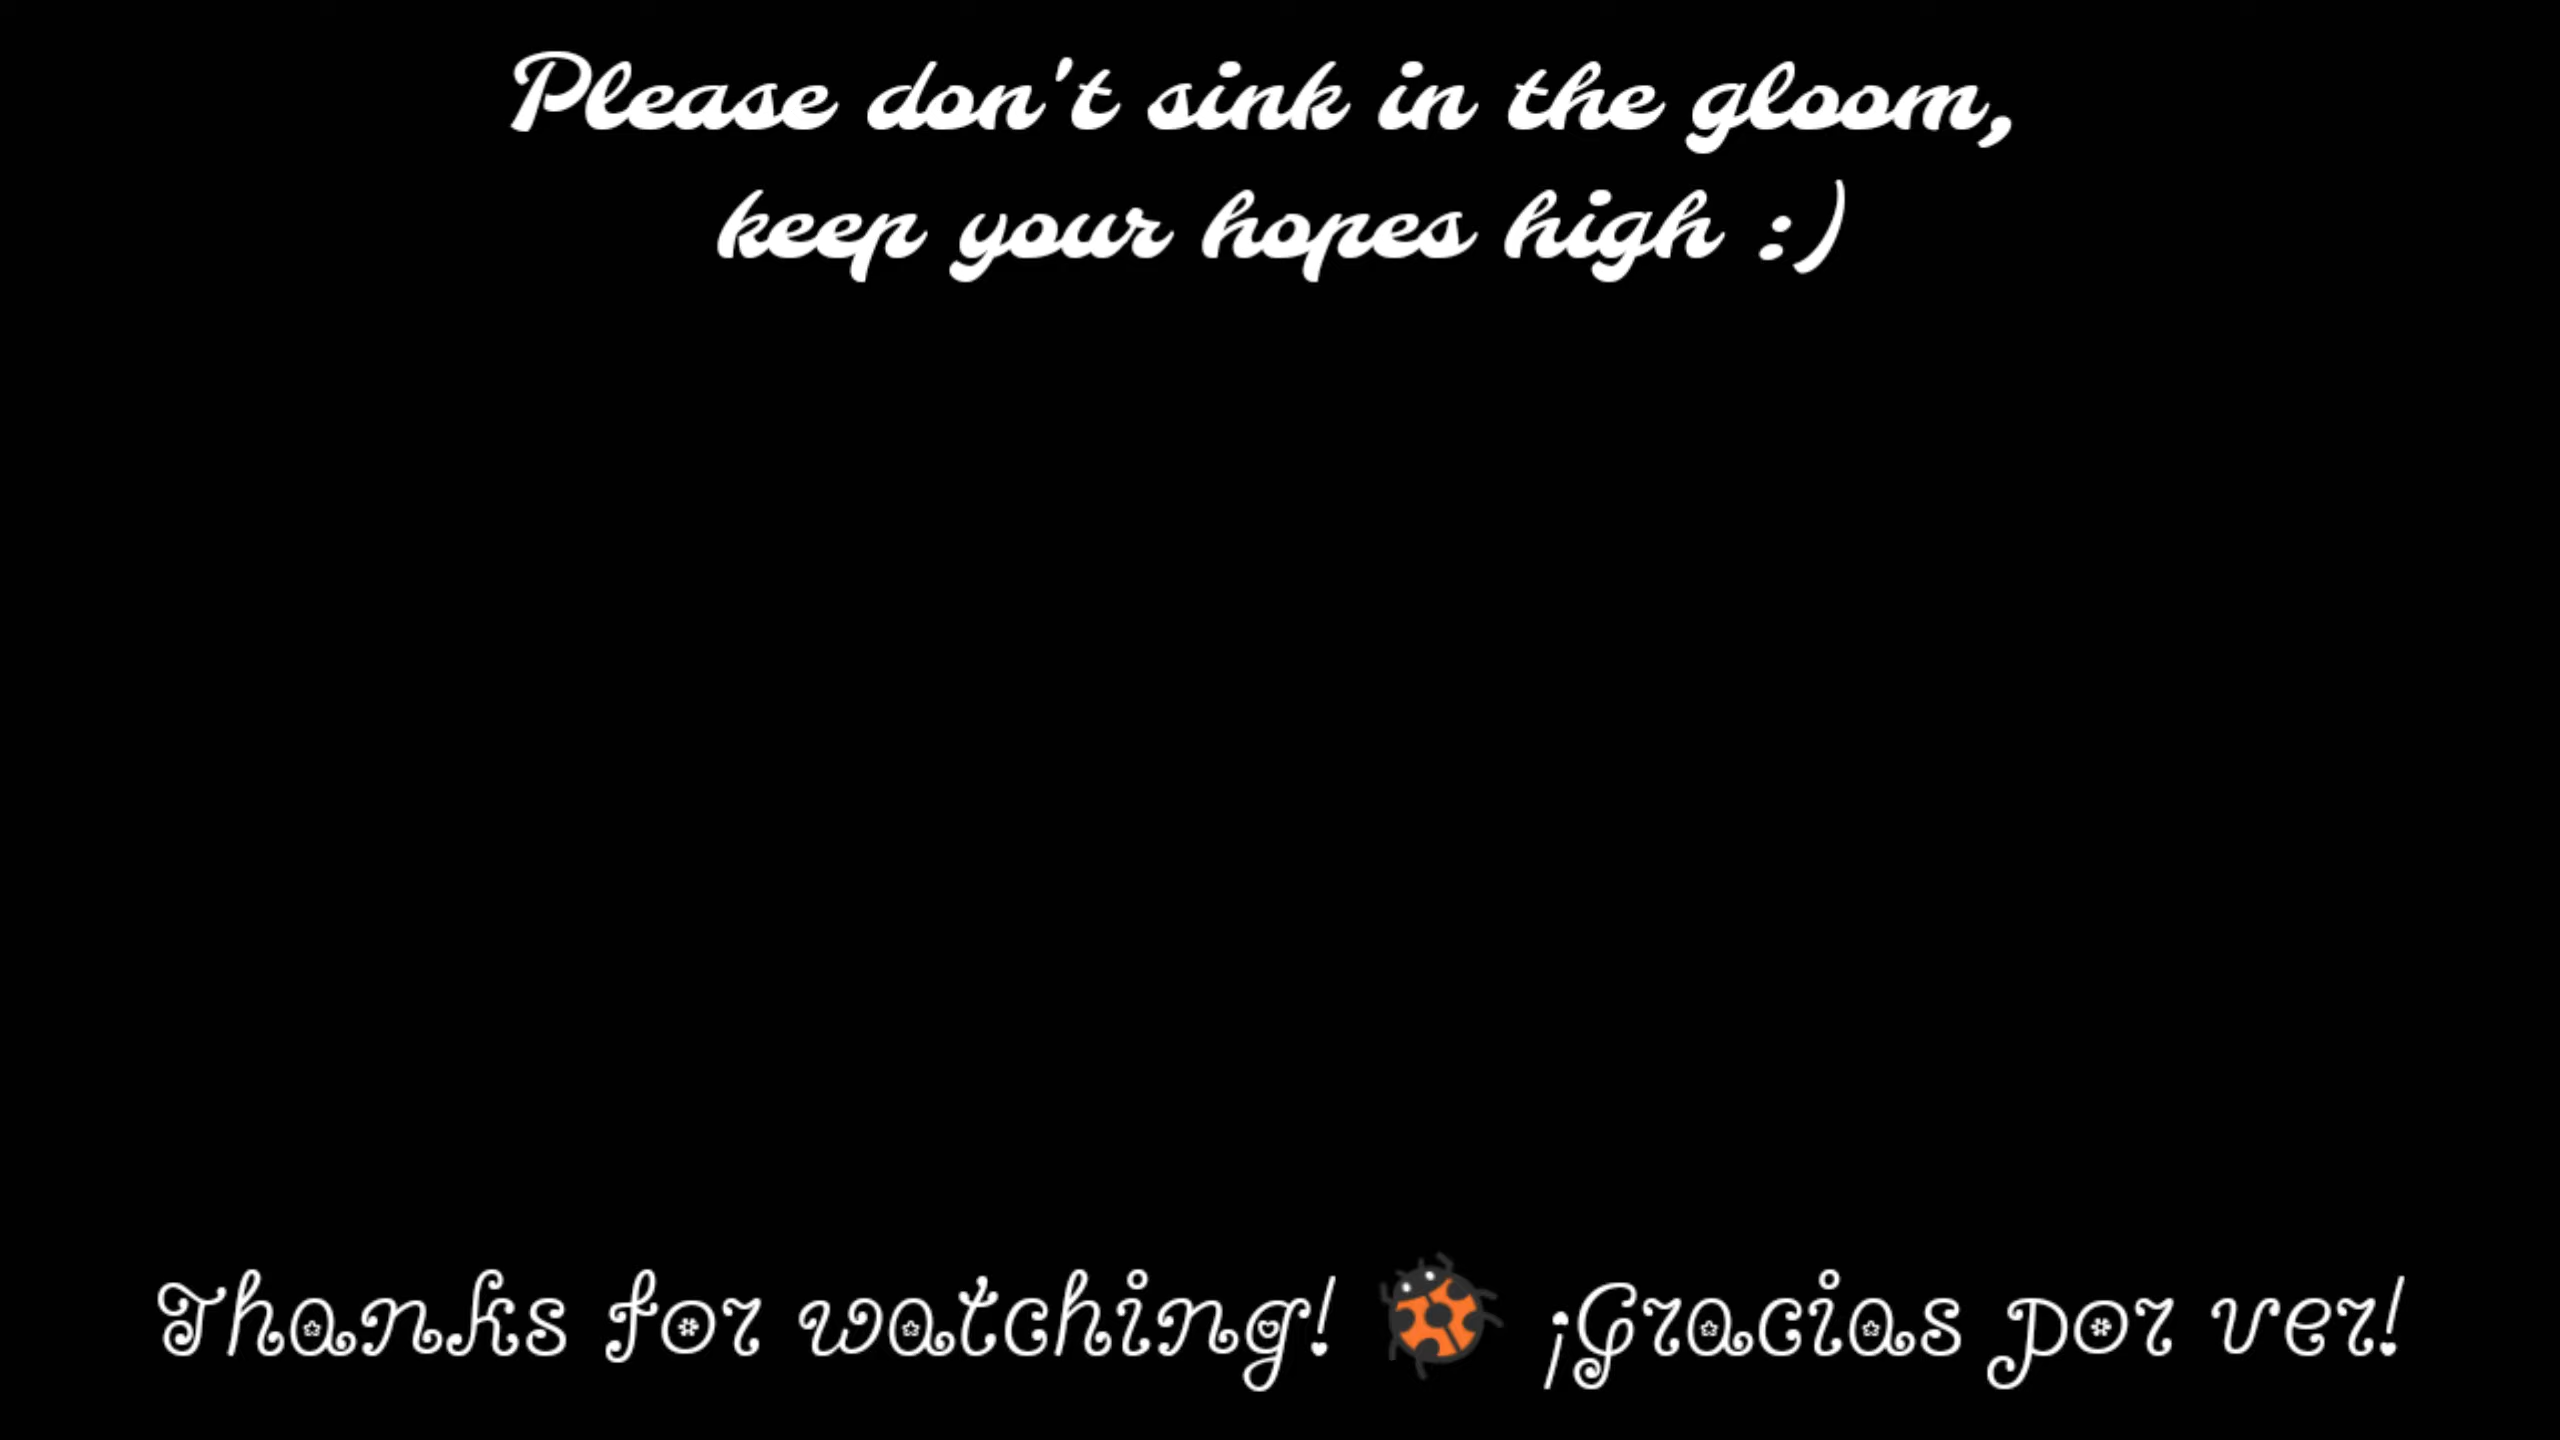 Please don't sink in the gloom,
keep your hopes high :)
Thanks for watching! 🐞 ¡Gracias por ver!